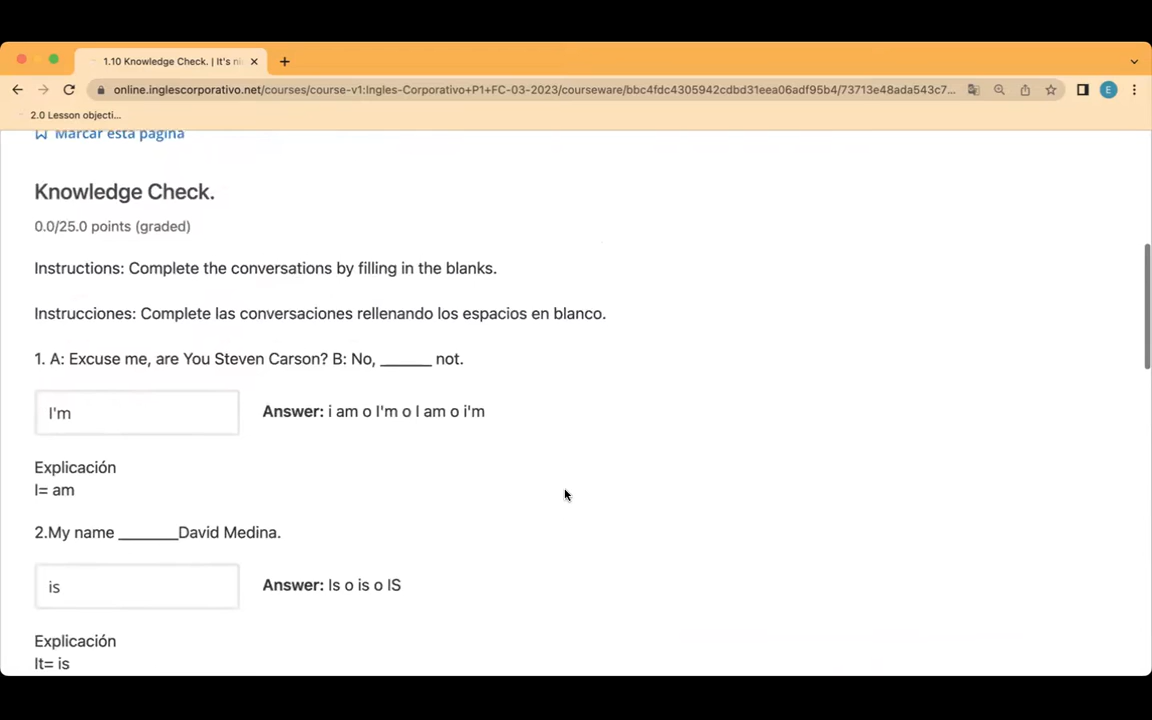 1.10 Knowledge Check. | It's ni
online.inglescorporativo.net/courses/course-v1:Ingles-Corporativo+P1+FC-03-2023/courseware/bbc4fdc4305942cdbd31eea06adf95b4/73713e48ada543c7...
E
2.0 Lesson objecti...
Marcar esta página
Knowledge Check.
0.0/25.0 points (graded)
Instructions: Complete the conversations by filling in the blanks.
Instrucciones: Complete las conversaciones rellenando los espacios en blanco.
1. A: Excuse me, are You Steven Carson? B: No, ______ not.
I'm
Answer: i am o I'm o I am o i'm
Explicación
I= am
2.My name _______David Medina.
is
Answer: Is o is o IS
Explicación
It= is